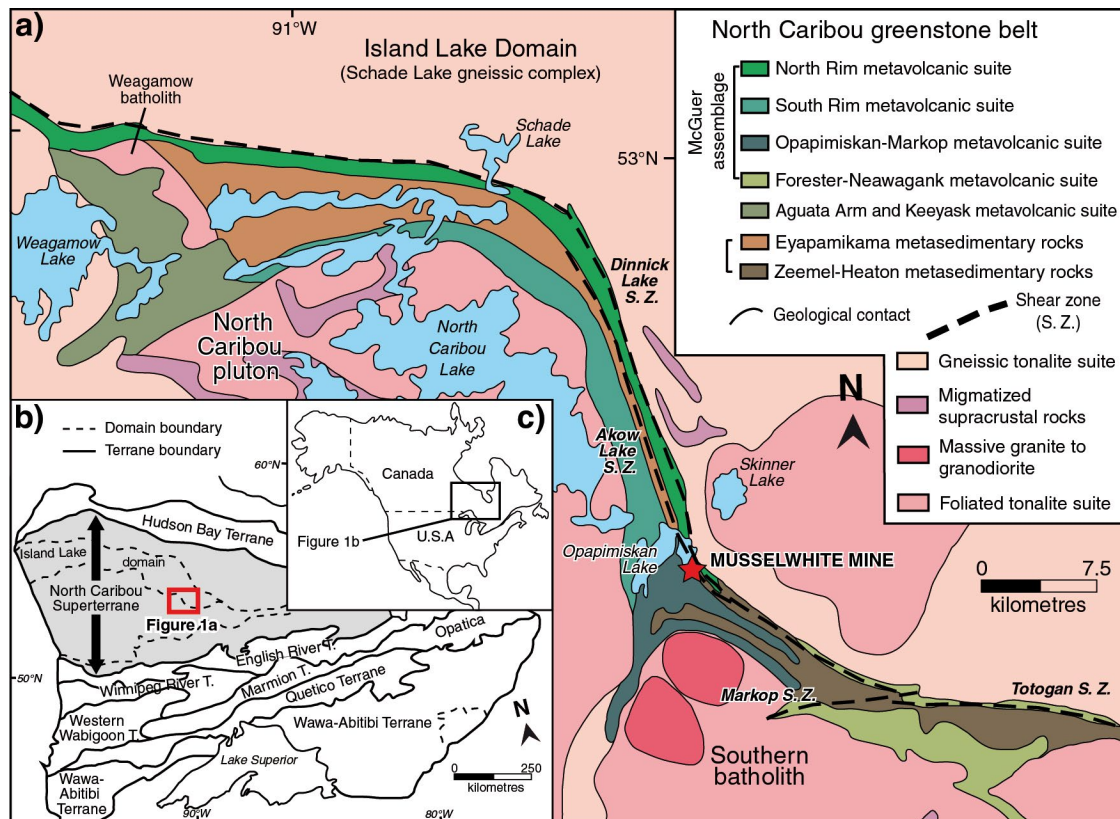 a)
91°W
Island Lake Domain
(Schade Lake gneissic complex)
Weagamow
batholith
Schade
Lake
53°N
Weagamow
Lake
Dinnick
Lake
S. Z.
North
Caribou
pluton
North
Caribou
Lake
Akow
Lake
S. Z.
Skinner
Lake
Opapimiskan
Lake
MUSSELWHITE MINE
Markop S. Z.
Totogan S. Z.
Southern
batholith
North Caribou greenstone belt
McGuer
assemblage
North Rim metavolcanic suite
South Rim metavolcanic suite
Opapimiskan-Markop metavolcanic suite
Forester-Neawagank metavolcanic suite
Aguata Arm and Keeyask metavolcanic suite
Eyapamikama metasedimentary rocks
Zeemel-Heaton metasedimentary rocks
Geological contact
Shear zone
(S. Z.)
Gneissic tonalite suite
Migmatized
supracrustal rocks
Massive granite to
granodiorite
Foliated tonalite suite
N
0 7.5
kilometres
b)
Domain boundary
Terrane boundary
Hudson Bay Terrane
Island Lake
domain
North Caribou
Superterrane
Figure 1a
50°N
English River T.
Opatica
Winnipeg River T.
Marmion T.
Quetico Terrane
Western
Wabigoon T.
Wawa-Abitibi Terrane
Wawa-
Abitibi
Terrane
Lake Superior
N
0 250
kilometres
90°W
80°W
c)
60°N
Canada
U.S.A
Figure 1b